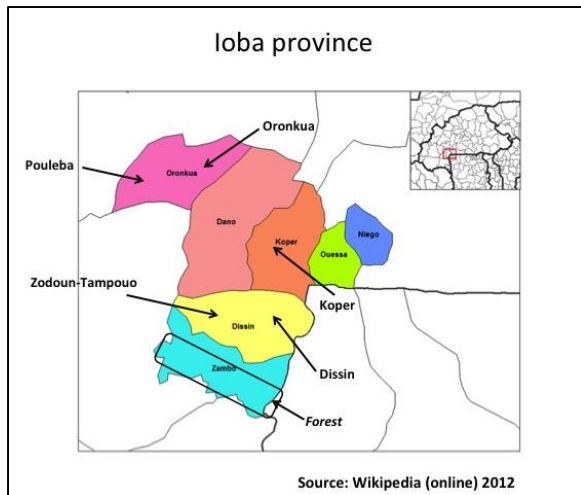 Ioba province
Oronkua
Pouleba
Oronkua
Dano
Niego
Koper
Ouessa
Zodoun-Tampouo
Koper
Dissin
Zambo
Dissin
Forest
Source: Wikipedia (online) 2012